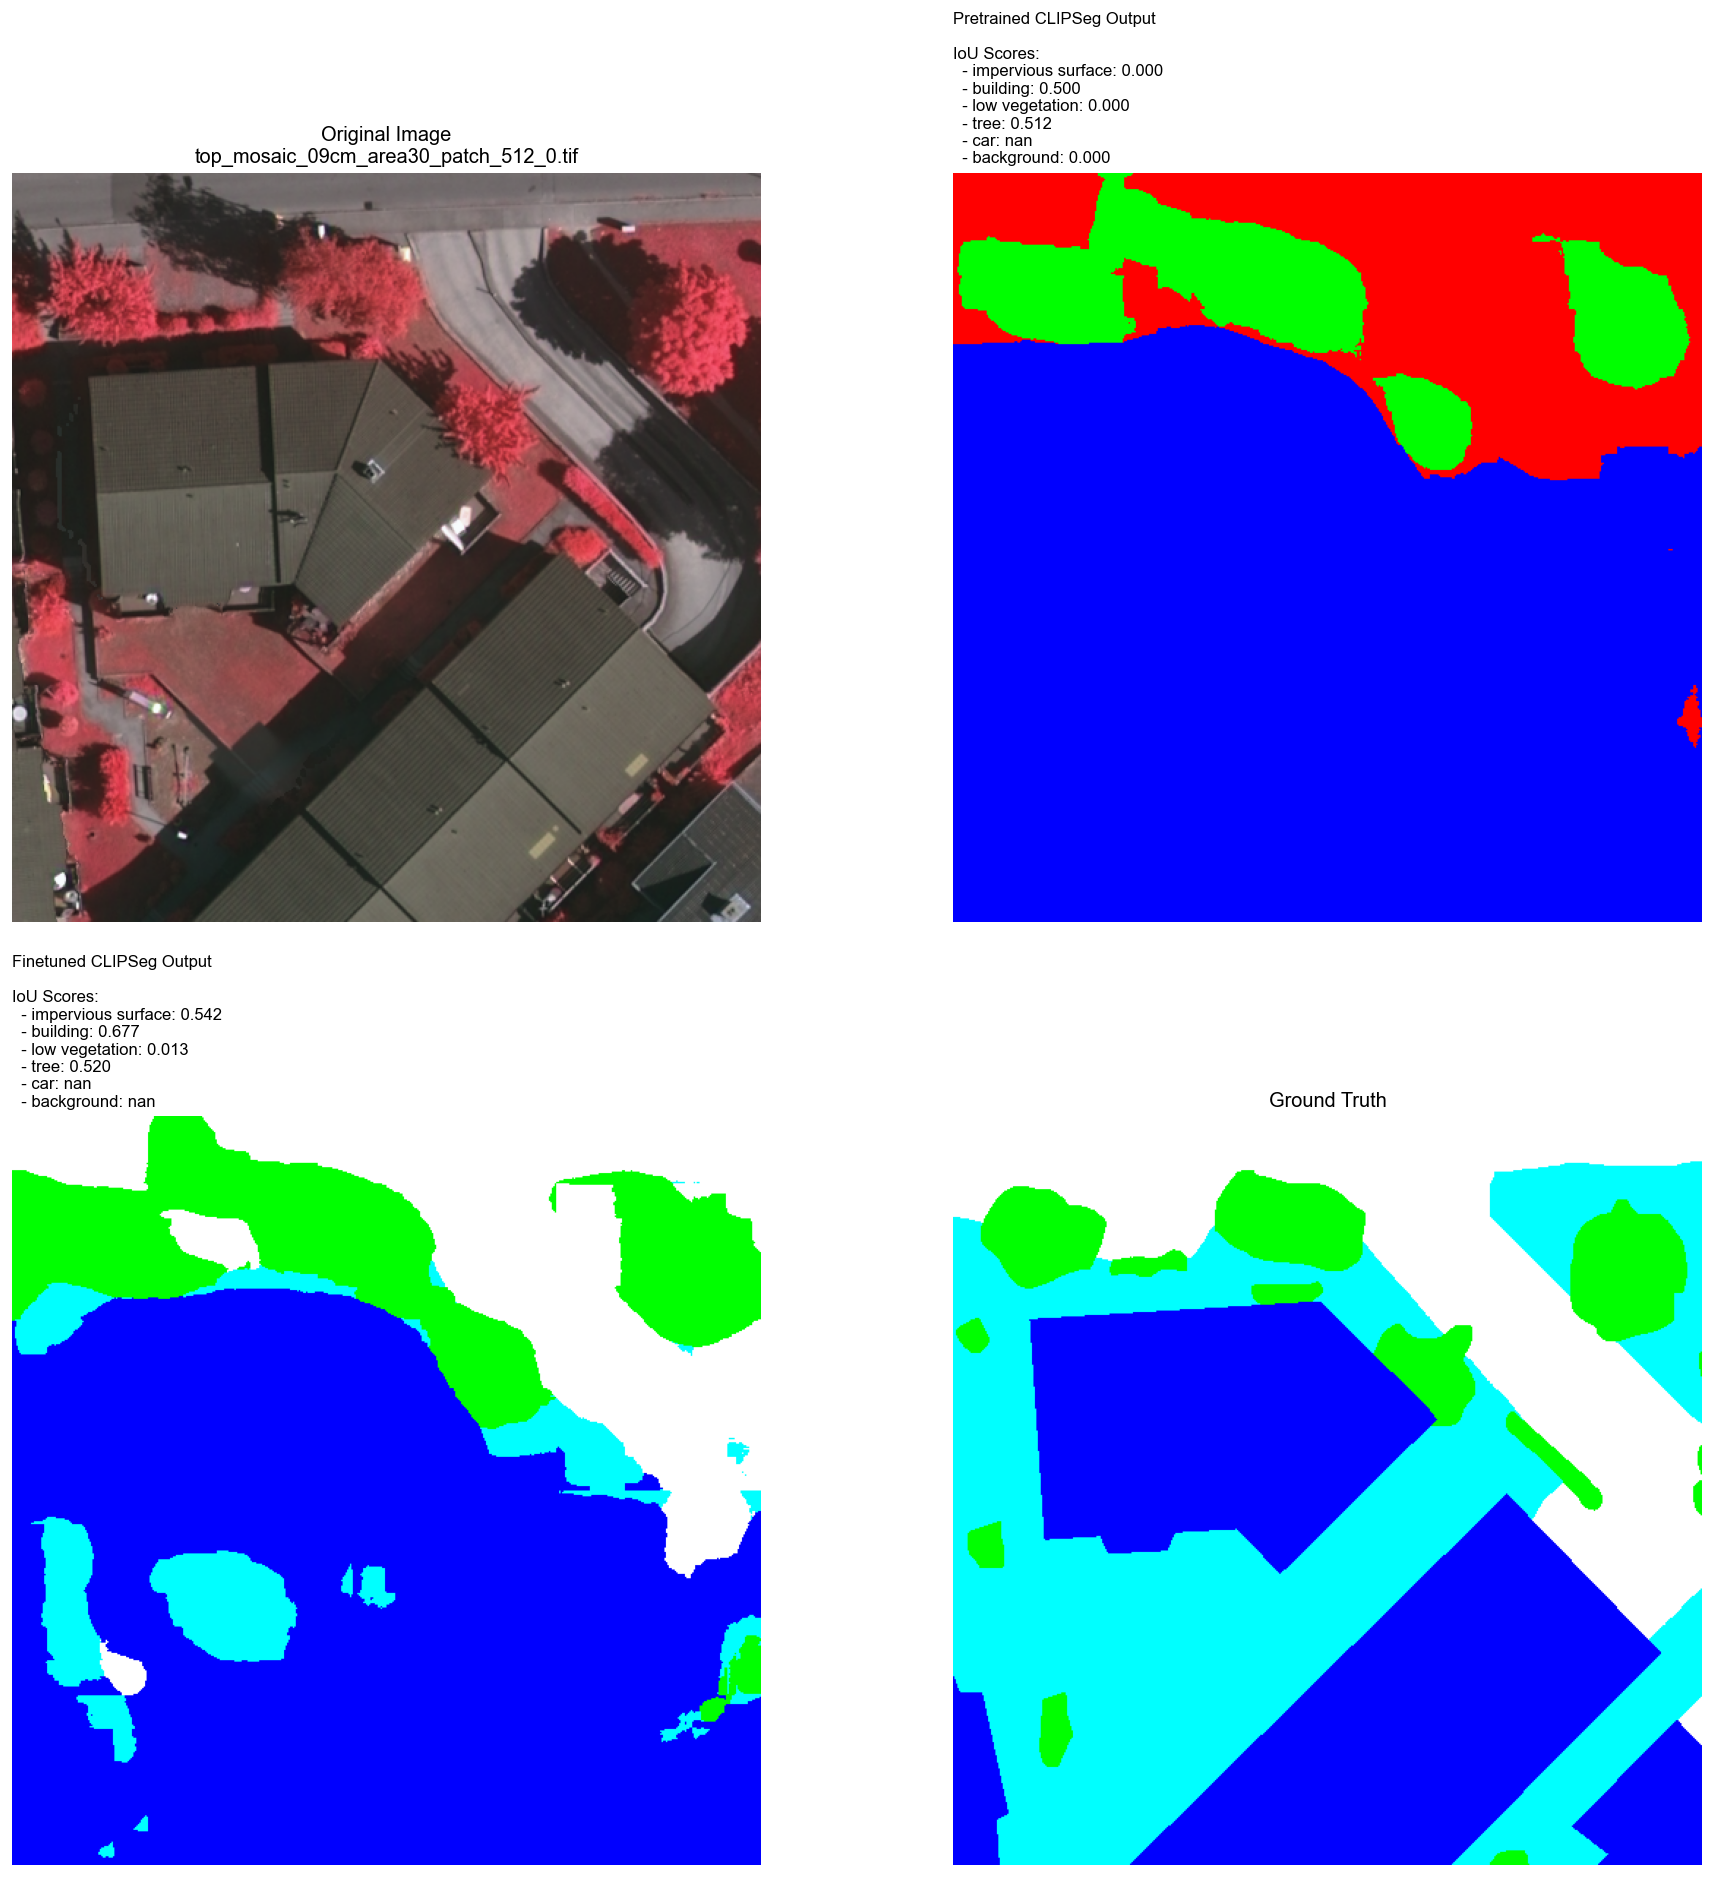 Original Image
top_mosaic_09cm_area30_patch_512_0.tif
Pretrained CLIPSeg Output
IoU Scores:
- impervious surface: 0.000
- building: 0.500
- low vegetation: 0.000
- tree: 0.512
- car: nan
- background: 0.000
Finetuned CLIPSeg Output
IoU Scores:
- impervious surface: 0.542
- building: 0.677
- low vegetation: 0.013
- tree: 0.520
- car: nan
- background: nan
Ground Truth